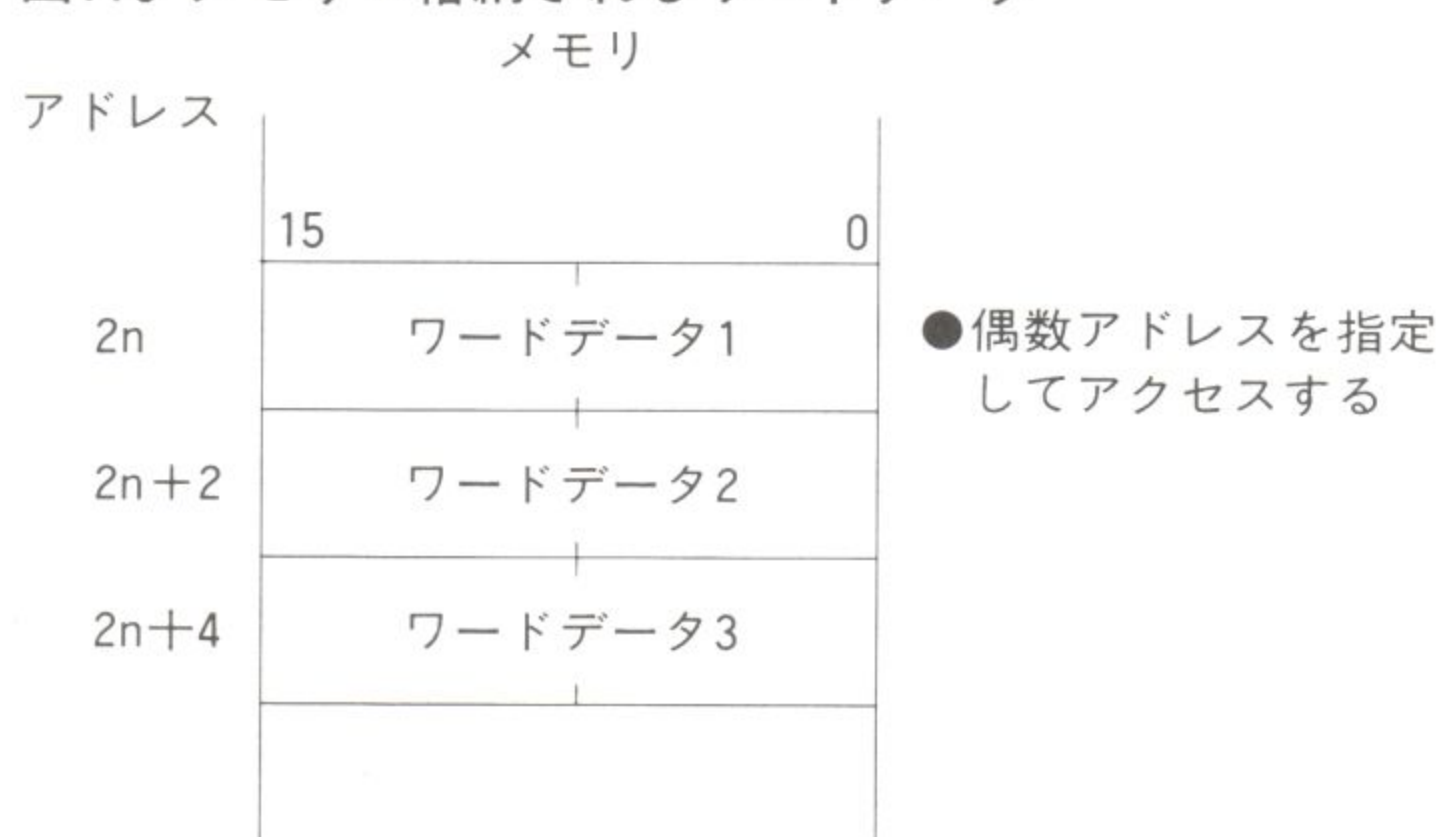 メモリ
アドレス
15 0
2n ワードデータ1 ●偶数アドレスを指定
してアクセスする
2n+2 ワードデータ2
2n+4 ワードデータ3